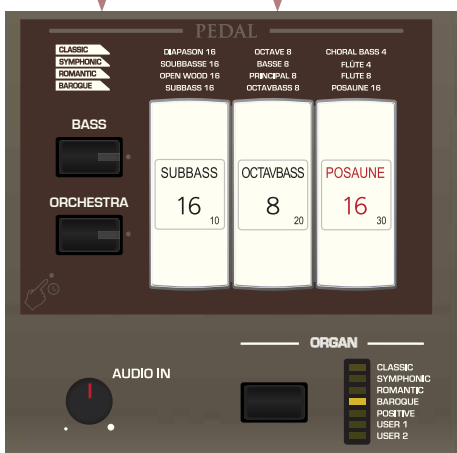 PEDAL
CLASSIC
SYMPHONIC
ROMANTIC
BAROQUE
DIAPASON 16
SOUBBASSE 16
OPEN WOOD 16
SUBBASS 16
OCTAVE 8
BASSE 8
PRINCIPAL 8
OCTAVBASS 8
CHORAL BASS 4
FLÜTE 4
FLUTE 8
POSAUNE 16
BASS
ORCHESTRA
SUBBASS
16
10
OCTAVBASS
8
20
POSAUNE
16
30
AUDIO IN
ORGAN
CLASSIC
SYMPHONIC
ROMANTIC
BAROQUE
POSITIVE
USER 1
USER 2